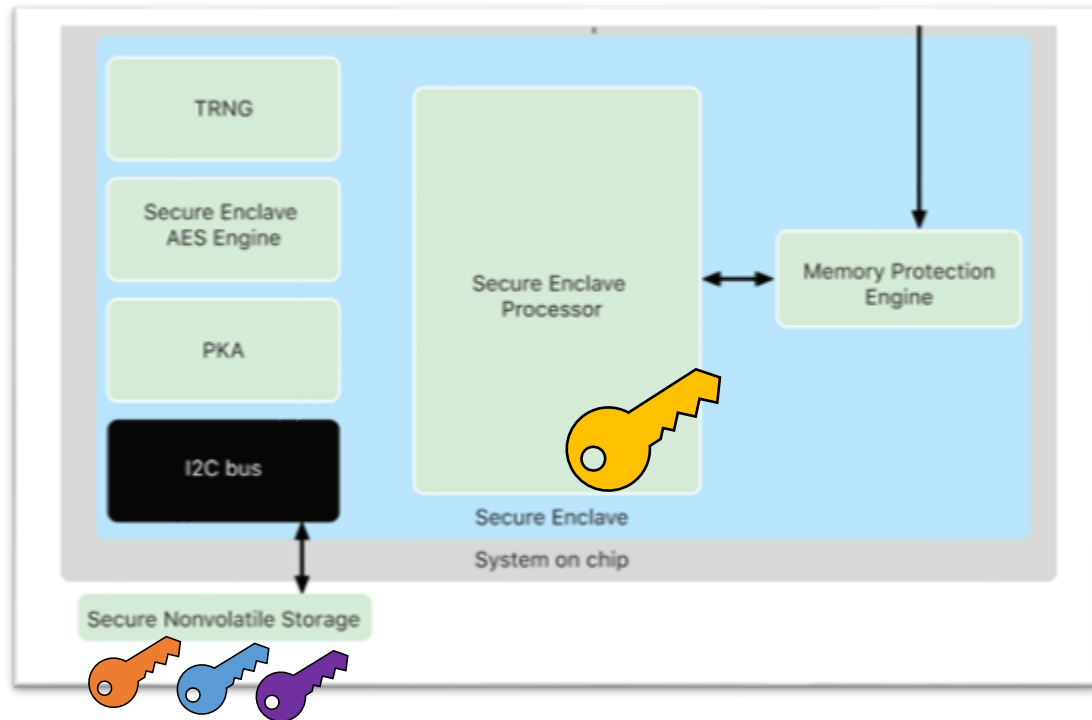 TRNG
Secure Enclave
AES Engine
PKA
I2C bus
Secure Enclave
Processor
Memory Protection
Engine
Secure Enclave
System on chip
Secure Nonvolatile Storage